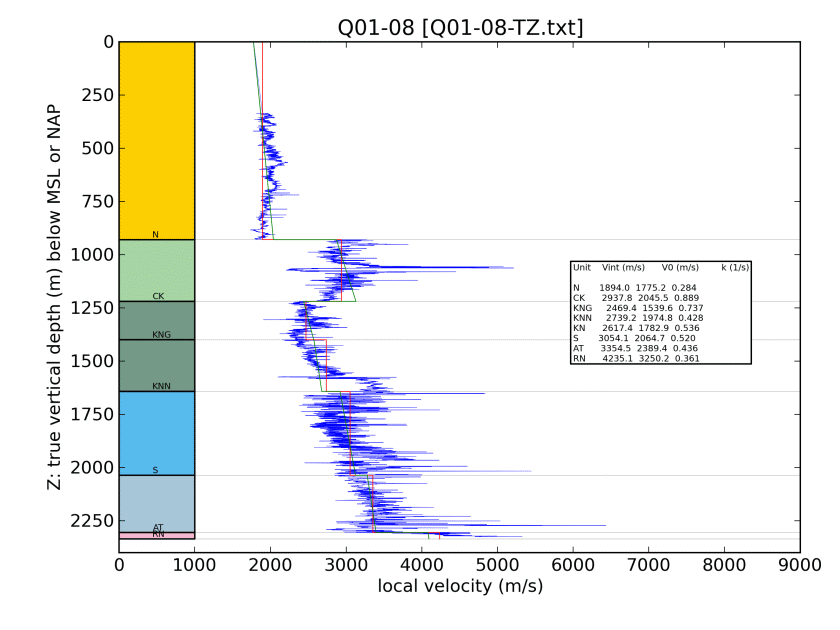 Q01-08 [Q01-08-TZ.txt]
Z: true vertical depth (m) below MSL or NAP
0
250
500
750
1000
1250
1500
1750
2000
2250
N
CK
KNG
KNN
S
AT
RN
Unit Vint (m/s) V0 (m/s) k (1/s)
N 1894.0 1775.2 0.284
CK 2937.8 2045.5 0.889
KNG 2469.4 1539.6 0.737
KNN 2739.2 1974.8 0.428
KN 2617.4 1782.9 0.536
S 3054.1 2064.7 0.520
AT 3354.5 2389.4 0.436
RN 4235.1 3250.2 0.361
0 1000 2000 3000 4000 5000 6000 7000 8000 9000
local velocity (m/s)